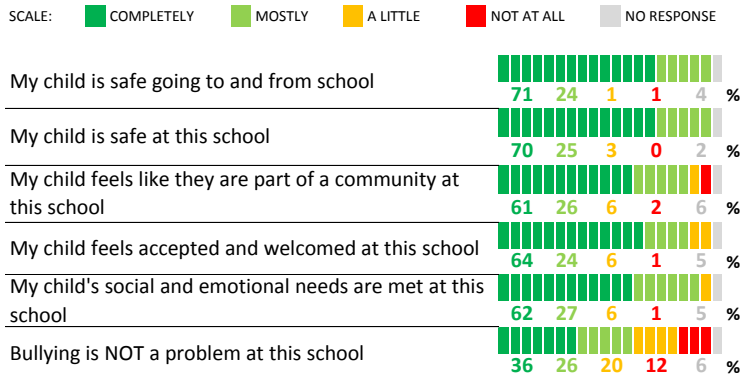 SCALE: COMPLETELY MOSTLY A LITTLE NOT AT ALL NO RESPONSE
My child is safe going to and from school
71 24 1 1 4 %
My child is safe at this school
70 25 3 0 2 %
My child feels like they are part of a community at
this school
61 26 6 2 6 %
My child feels accepted and welcomed at this school
64 24 6 1 5 %
My child's social and emotional needs are met at this
school
62 27 6 1 5 %
Bullying is NOT a problem at this school
36 26 20 12 6 %